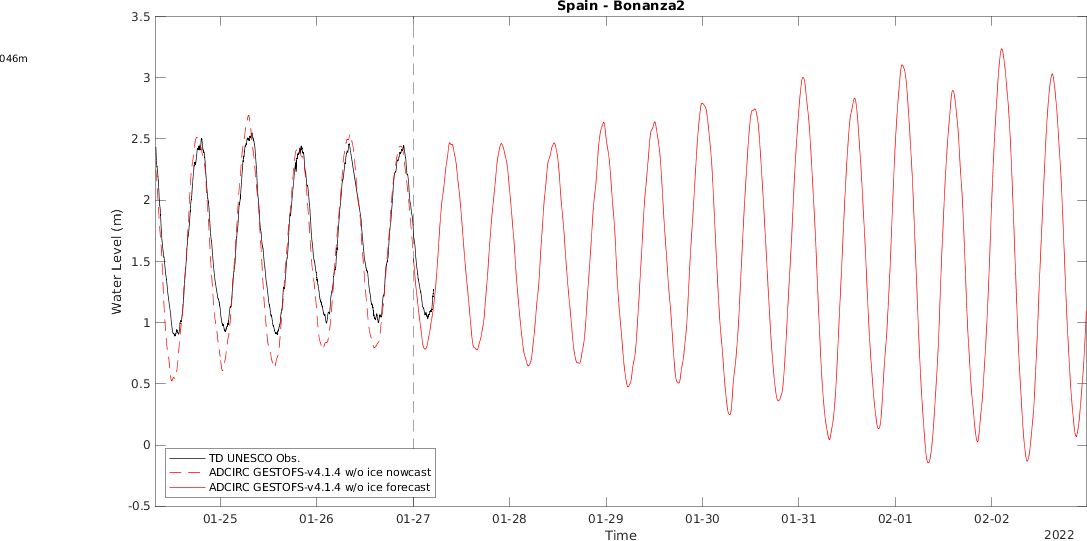 Spain - Bonanza2
046m
3.5
3
2.5
2
1.5
1
0.5
0
-0.5
Water Level (m)
TD UNESCO Obs.
ADCIRC GESTOFS-v4.1.4 w/o ice nowcast
ADCIRC GESTOFS-v4.1.4 w/o ice forecast
01-25 01-26 01-27 01-28 01-29 01-30 01-31 02-01 02-02
Time
2022